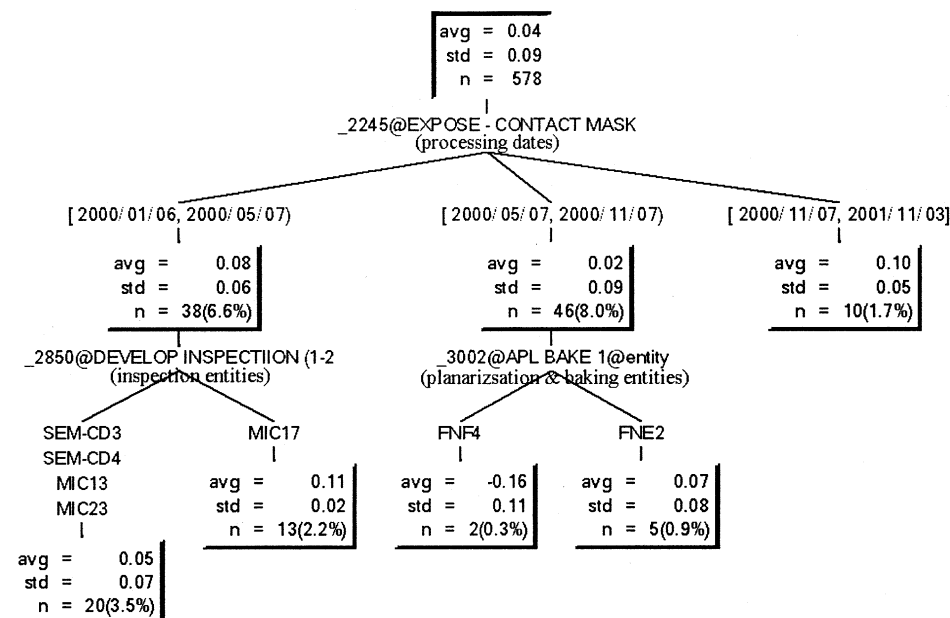 avg = 0.04
std = 0.09
n = 578
_2245@EXPOSE - CONTACT MASK
(processing dates)
[ 2000/ 01/ 06, 2000/ 05/ 07)
[ 2000/ 05/ 07, 2000/ 11/ 07)
[ 2000/ 11/ 07, 2001/ 11/ 03]
avg = 0.08
std = 0.06
n = 38(6.6%)
avg = 0.02
std = 0.09
n = 46(8.0%)
avg = 0.10
std = 0.05
n = 10(1.7%)
_2850@DEVELOP INSPECTIION (1-2
(inspection entities)
_3002@APL BAKE 1@entity
(planarizsation & baking entities)
SEM-CD3
SEM-CD4
MIC13
MIC23
MIC17
FNF4
FNE2
avg = 0.11
std = 0.02
n = 13(2.2%)
avg = -0.16
std = 0.11
n = 2(0.3%)
avg = 0.07
std = 0.08
n = 5(0.9%)
avg = 0.05
std = 0.07
n = 20(3.5%)